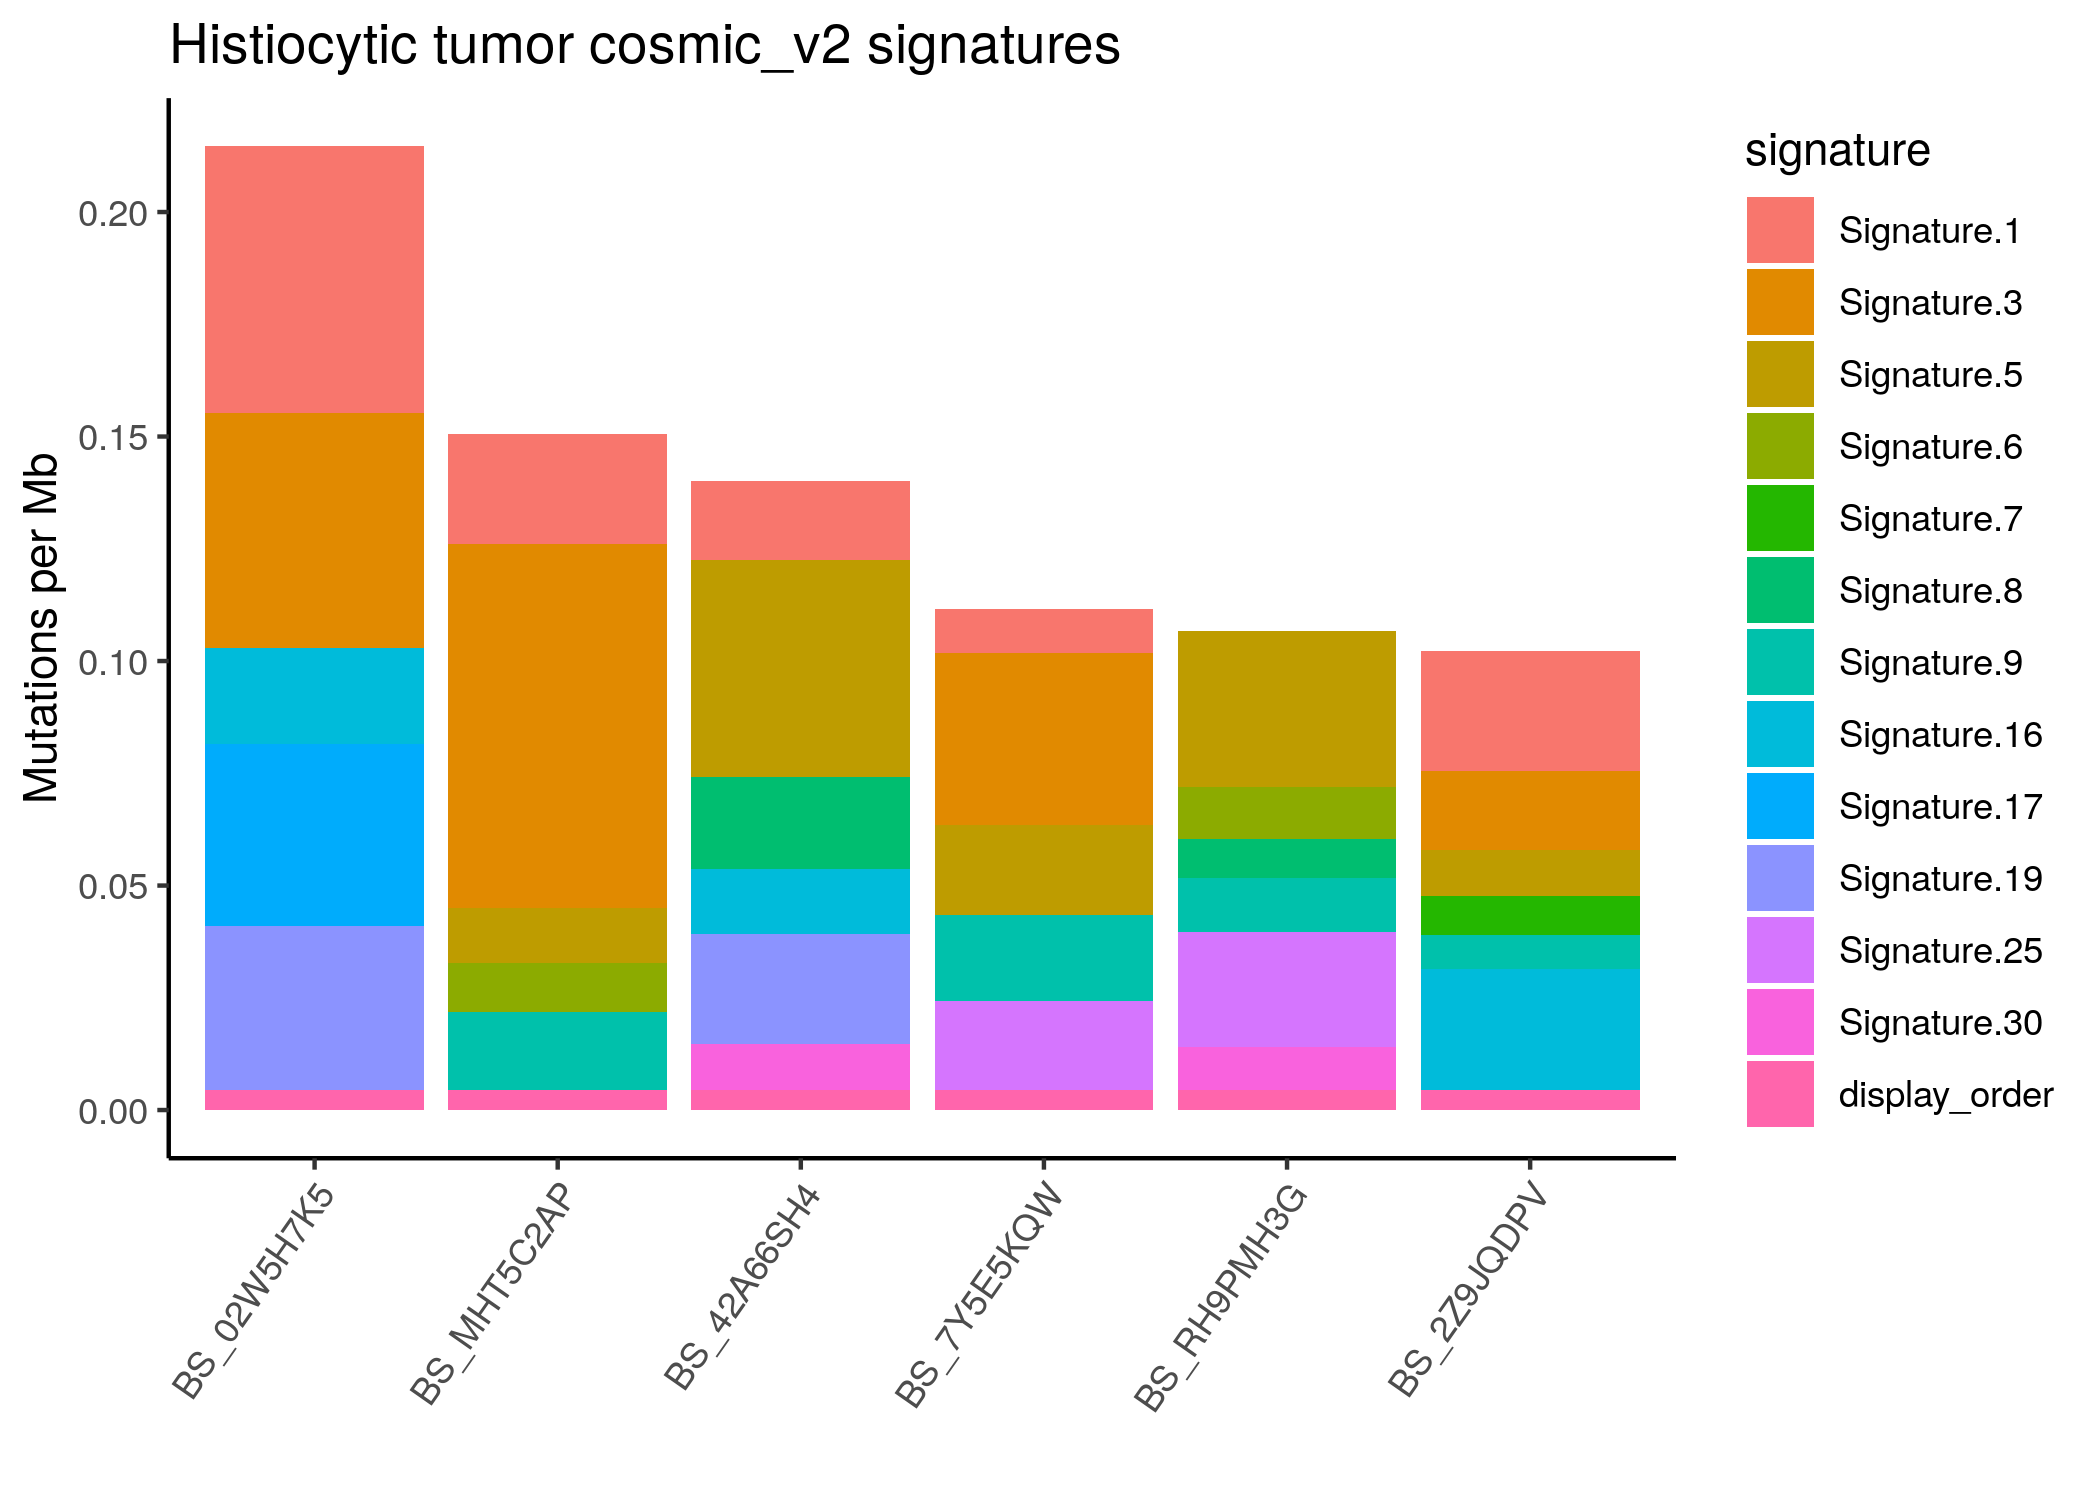 Histiocytic tumor cosmic_v2 signatures
Mutations per Mb
0.20
0.15
0.10
0.05
0.00
BS_02W5H7K5
BS_MHT5C2AP
BS_42A66SH4
BS_7Y5E5KQW
BS_RH9PMH3G
BS_2Z9JQDPV
signature
Signature.1
Signature.3
Signature.5
Signature.6
Signature.7
Signature.8
Signature.9
Signature.16
Signature.17
Signature.19
Signature.25
Signature.30
display_order